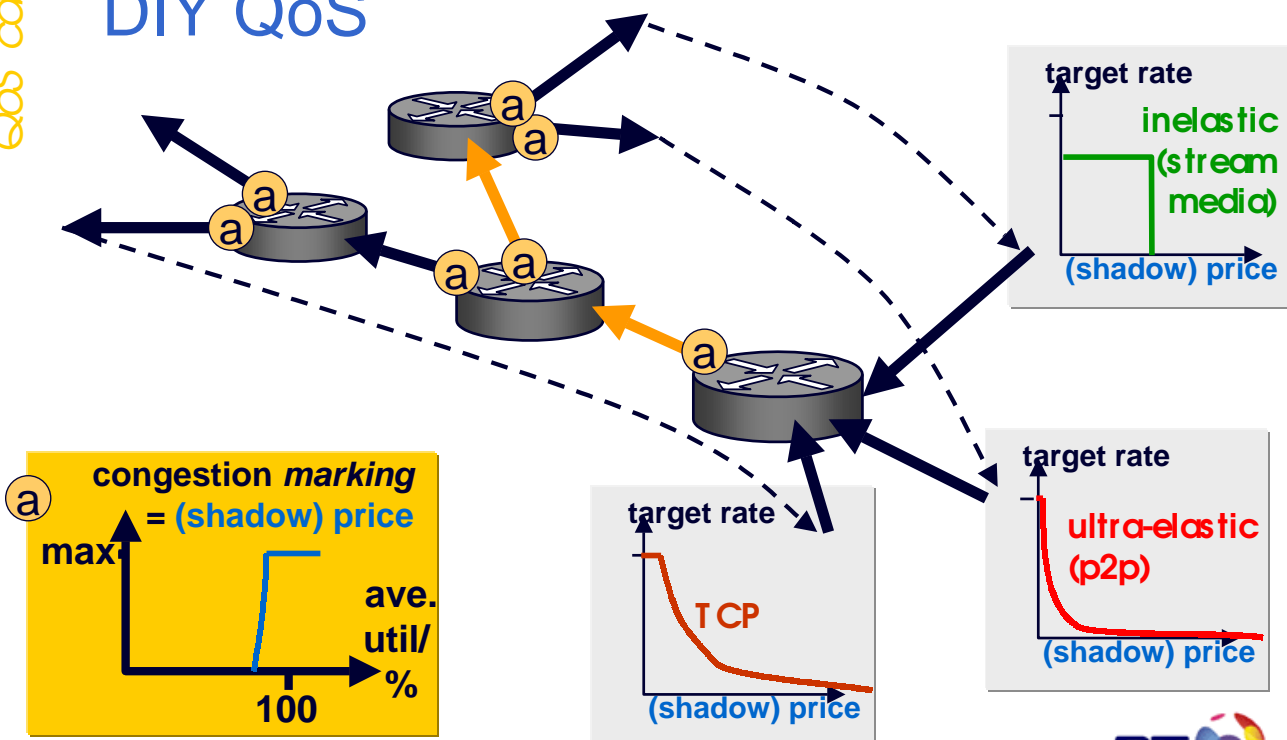 DIY QoS
a
a
a
a
a
a
a
target rate
inelastic
(stream
media)
(shadow) price
target rate
ultra-elastic
(p2p)
(shadow) price
target rate
TCP
(shadow) price
a
congestion marking
= (shadow) price
max
ave.
util/
%
100